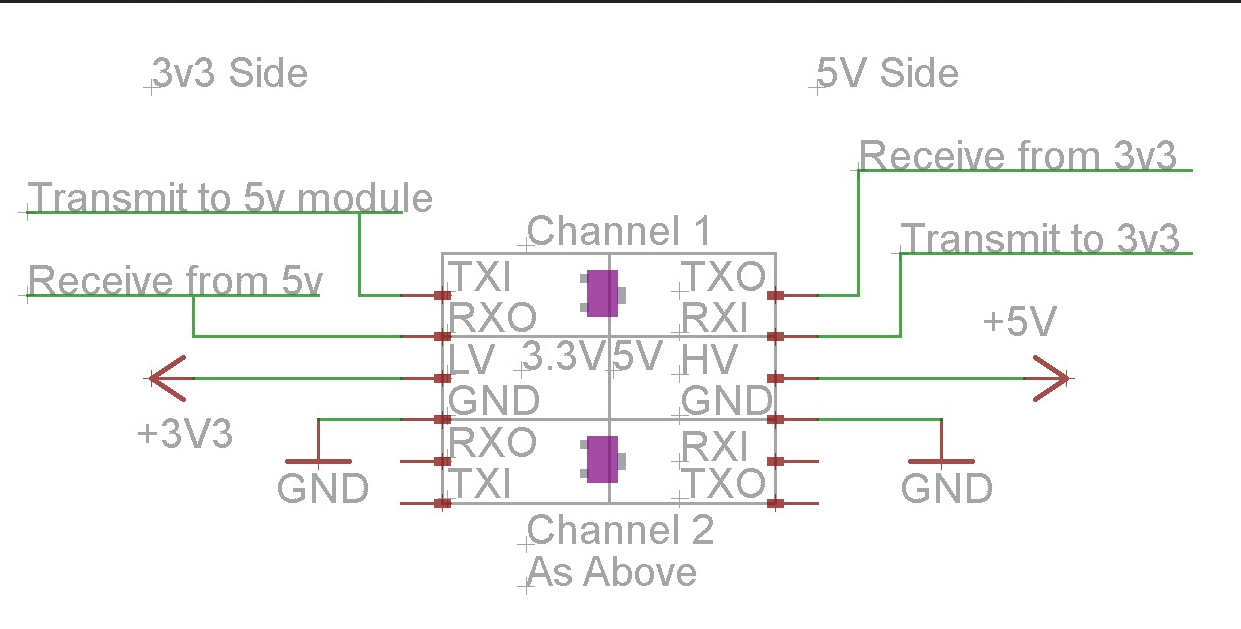 3v3 Side
5V Side
Receive from 3v3
Transmit to 5v module
Transmit to 3v3
Receive from 5v
Channel 1
TXI
TXO
RXO
RXI
+5V
LV
3.3V
5V
HV
GND
GND
+3V3
RXO
RXI
GND
TXI
TXO
GND
Channel 2
As Above